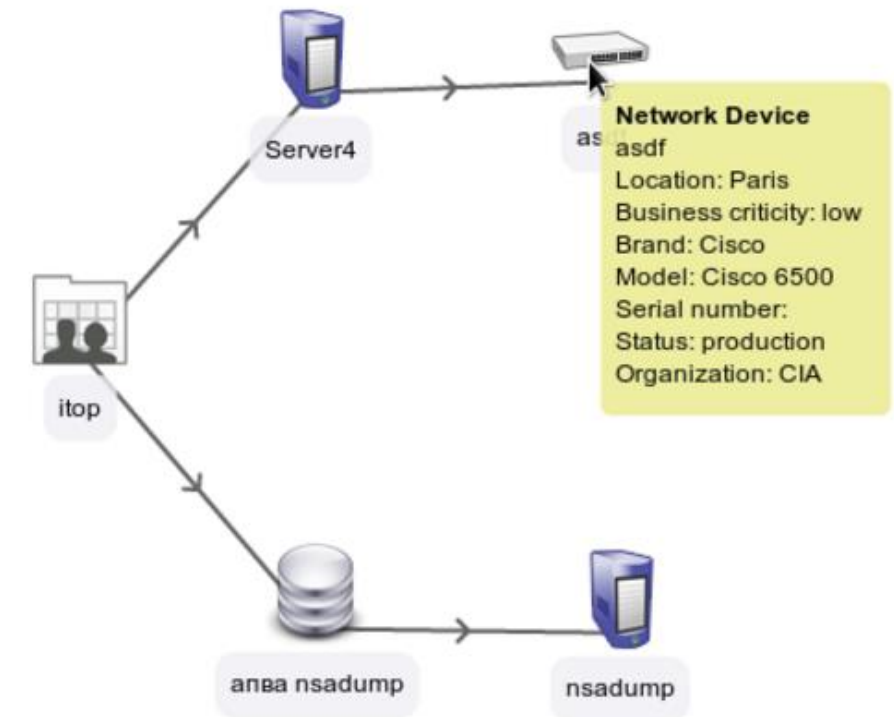 Server4
as
Network Device
asdf
Location: Paris
Business criticity: low
Brand: Cisco
Model: Cisco 6500
Serial number:
Status: production
Organization: CIA
itop
апва nsadump
nsadump